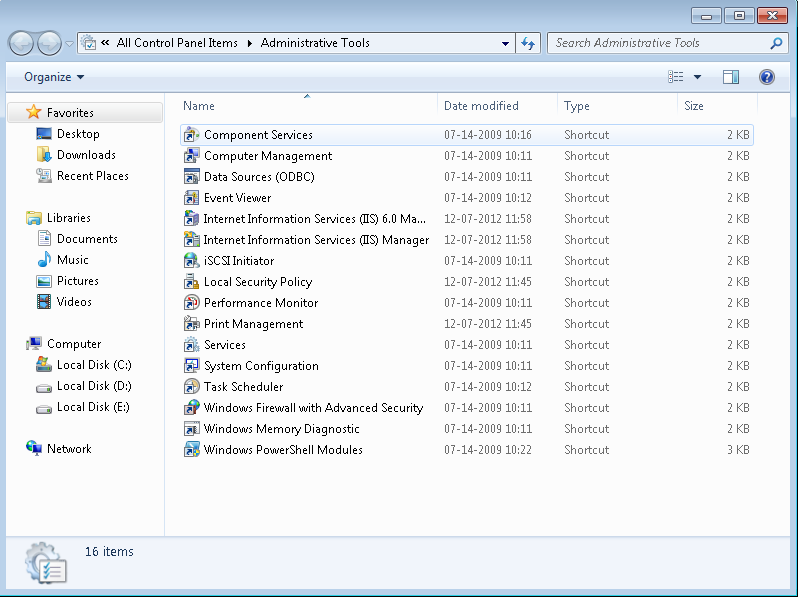 « All Control Panel Items ▸ Administrative Tools
Search Administrative Tools
Organize
Name Date modified Type Size
Favorites
Desktop
Downloads
Recent Places
Libraries
Documents
Music
Pictures
Videos
Computer
Local Disk (C:)
Local Disk (D:)
Local Disk (E:)
Network
Component Services 07-14-2009 10:16 Shortcut 2 KB
Computer Management 07-14-2009 10:11 Shortcut 2 KB
Data Sources (ODBC) 07-14-2009 10:11 Shortcut 2 KB
Event Viewer 07-14-2009 10:12 Shortcut 2 KB
Internet Information Services (IIS) 6.0 Ma... 12-07-2012 11:58 Shortcut 2 KB
Internet Information Services (IIS) Manager 12-07-2012 11:58 Shortcut 2 KB
iSCSI Initiator 07-14-2009 10:11 Shortcut 2 KB
Local Security Policy 12-07-2012 11:45 Shortcut 2 KB
Performance Monitor 07-14-2009 10:11 Shortcut 2 KB
Print Management 12-07-2012 11:45 Shortcut 2 KB
Services 07-14-2009 10:11 Shortcut 2 KB
System Configuration 07-14-2009 10:11 Shortcut 2 KB
Task Scheduler 07-14-2009 10:12 Shortcut 2 KB
Windows Firewall with Advanced Security 07-14-2009 10:11 Shortcut 2 KB
Windows Memory Diagnostic 07-14-2009 10:11 Shortcut 2 KB
Windows PowerShell Modules 07-14-2009 10:22 Shortcut 3 KB
16 items